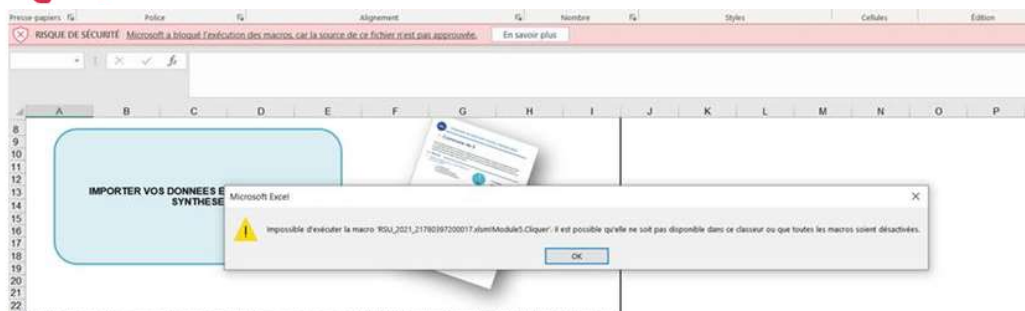 Presse-papiers Police Alignement Nombre Styles Cellules Édition
RISQUE DE SÉCURITÉ Microsoft a bloqué l'exécution des macros, car la source de ce fichier n'est pas approuvée. En savoir plus
fx
A B C D E F G H I J K L M N O P
8
9
10
11
12
13
14
15
16
17
18
19
20
21
22
IMPORTER VOS DONNEES E
SYNTHESE
Microsoft Excel
Impossible d'exécuter la macro 'RSU_2021_21780397200017.xlsm!Module5.Cliquer'. Il est possible qu'elle ne soit pas disponible dans ce classeur ou que toutes les macros soient désactivées.
OK